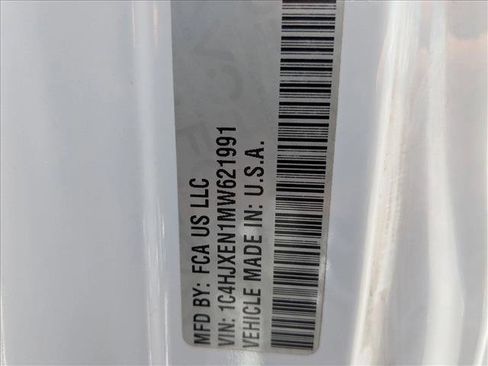 MFD BY: FCA US LLC
VIN: 1C4HJXEN1MW621991
VEHICLE MADE IN: U.S.A.